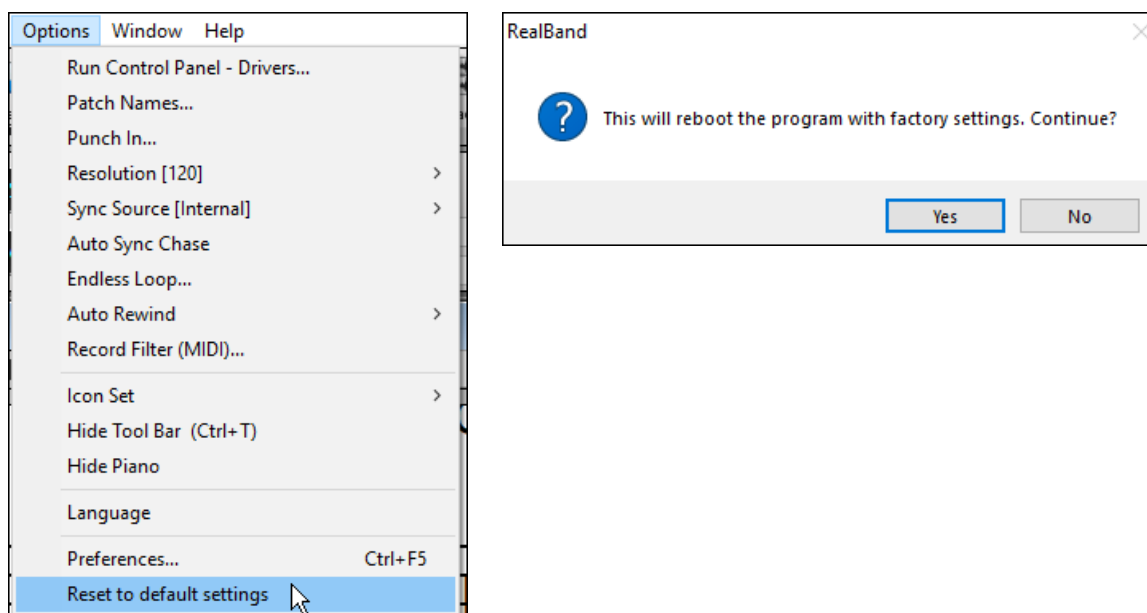 Options Window Help
Run Control Panel - Drivers...
Patch Names...
Punch In...
Resolution [120]
Sync Source [Internal]
Auto Sync Chase
Endless Loop...
Auto Rewind
Record Filter (MIDI)...
Icon Set
Hide Tool Bar (Ctrl+T)
Hide Piano
Language
Preferences... Ctrl+F5
Reset to default settings
RealBand
This will reboot the program with factory settings. Continue?
Yes No